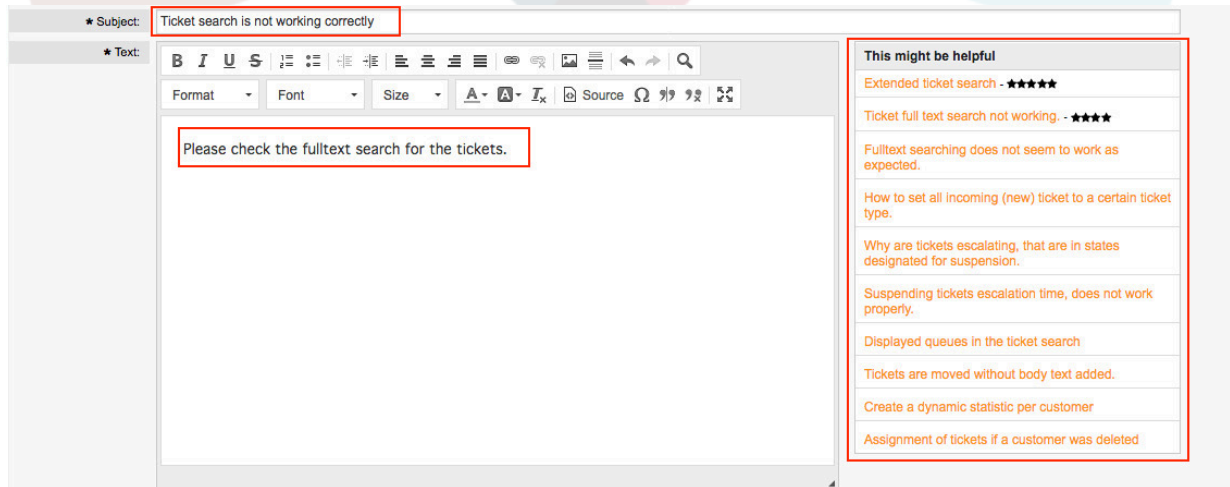 ★ Subject: Ticket search is not working correctly
★ Text:
B I U S
Format Font Size A A Ix Source Ω
Please check the fulltext search for the tickets.
This might be helpful
Extended ticket search - ★★★★★
Ticket full text search not working. - ★★★★
Fulltext searching does not seem to work as
expected.
How to set all incoming (new) ticket to a certain ticket
type.
Why are tickets escalating, that are in states
designated for suspension.
Suspending tickets escalation time, does not work
properly.
Displayed queues in the ticket search
Tickets are moved without body text added.
Create a dynamic statistic per customer
Assignment of tickets if a customer was deleted